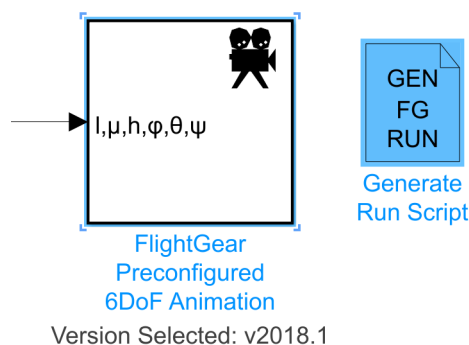 l,μ,h,φ,θ,ψ
FlightGear
Preconfigured
6DoF Animation
Version Selected: v2018.1
GEN
FG
RUN
Generate
Run Script